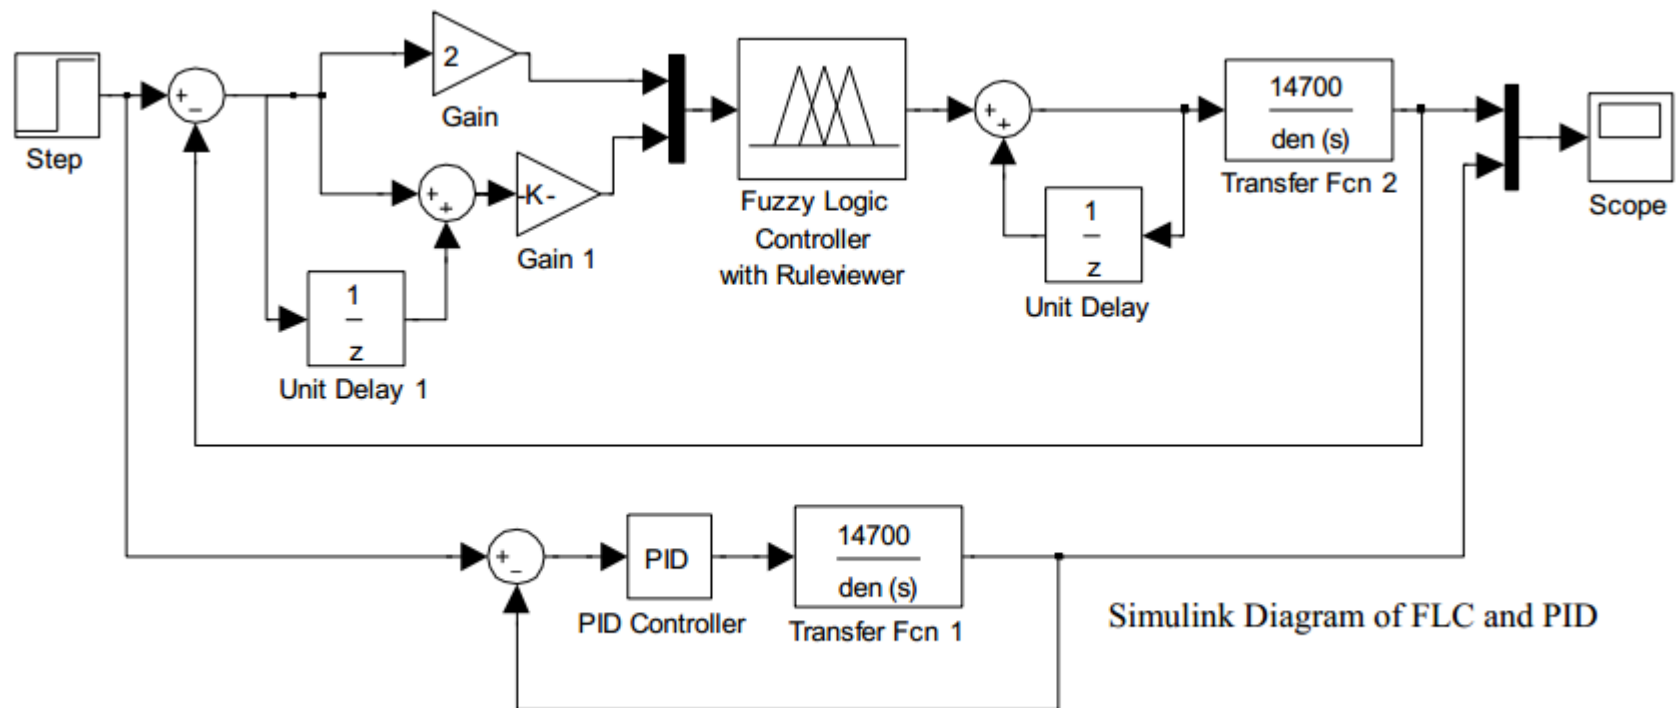 Step
+
−
2
Gain
+
+
-K-
Gain 1
1
z
Unit Delay 1
Fuzzy Logic
Controller
with Ruleviewer
+
+
1
z
Unit Delay
14700
den (s)
Transfer Fcn 2
Scope
+
−
PID
PID Controller
14700
den (s)
Transfer Fcn 1
Simulink Diagram of FLC and PID